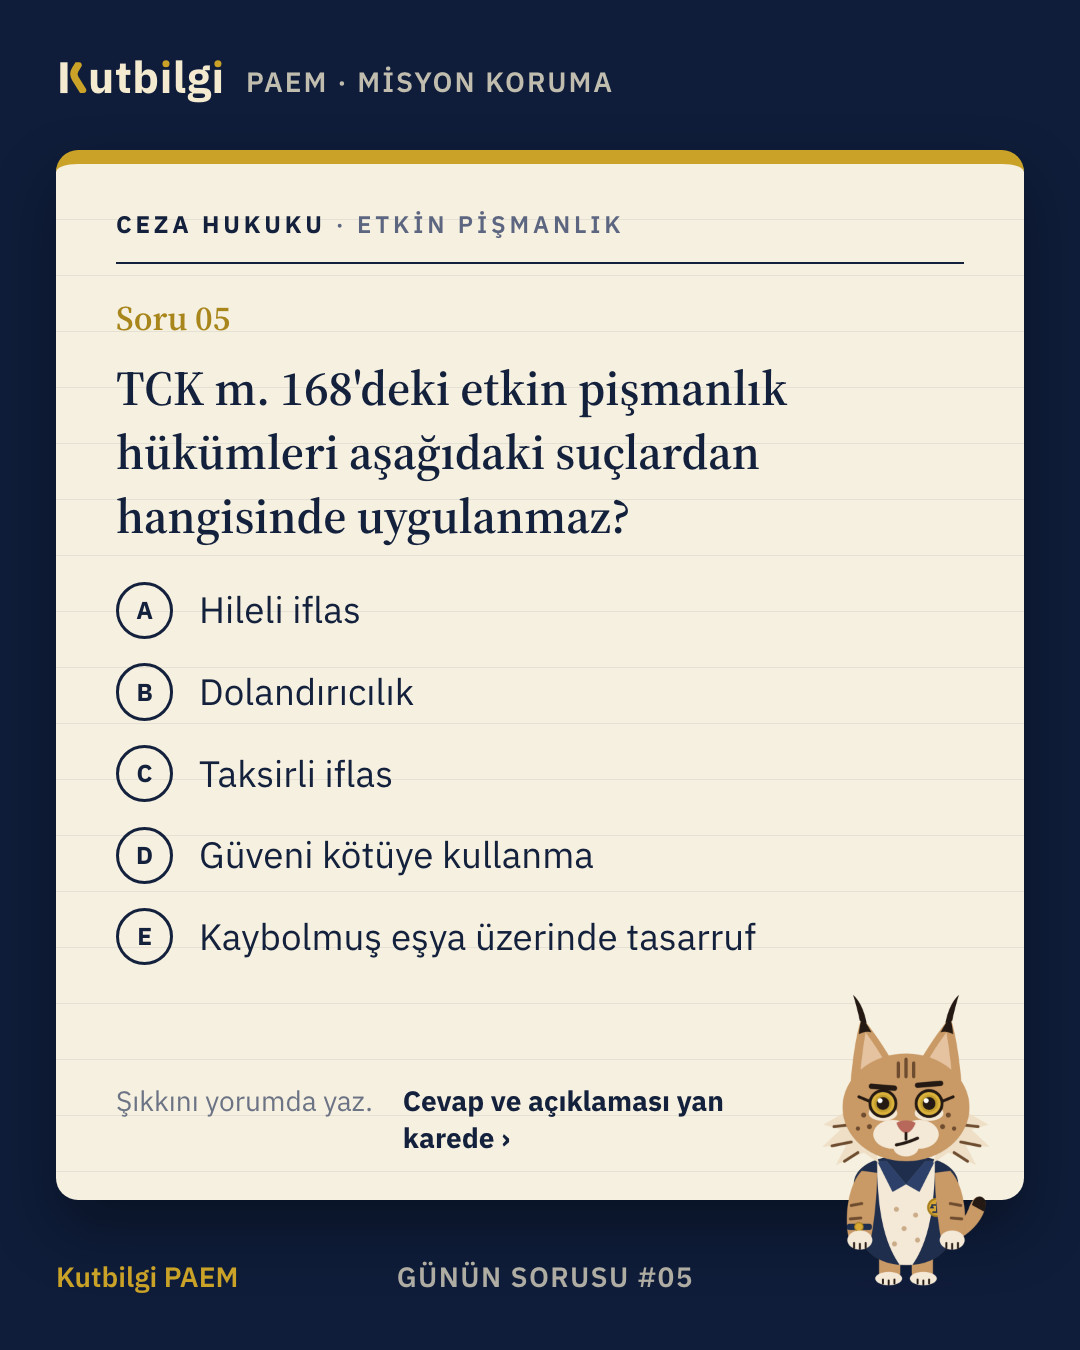 Kutbilgi PAEM · MİSYON KORUMA
CEZA HUKUKU · ETKİN PİŞMANLIK
Soru 05
TCK m. 168'deki etkin pişmanlık
hükümleri aşağıdaki suçlardan
hangisinde uygulanmaz?
A Hileli iflas
B Dolandırıcılık
C Taksirli iflas
D Güveni kötüye kullanma
E Kaybolmuş eşya üzerinde tasarruf
Şıkkını yorumda yaz. Cevap ve açıklaması yan
karede ›
Kutbilgi PAEM GÜNÜN SORUSU #05